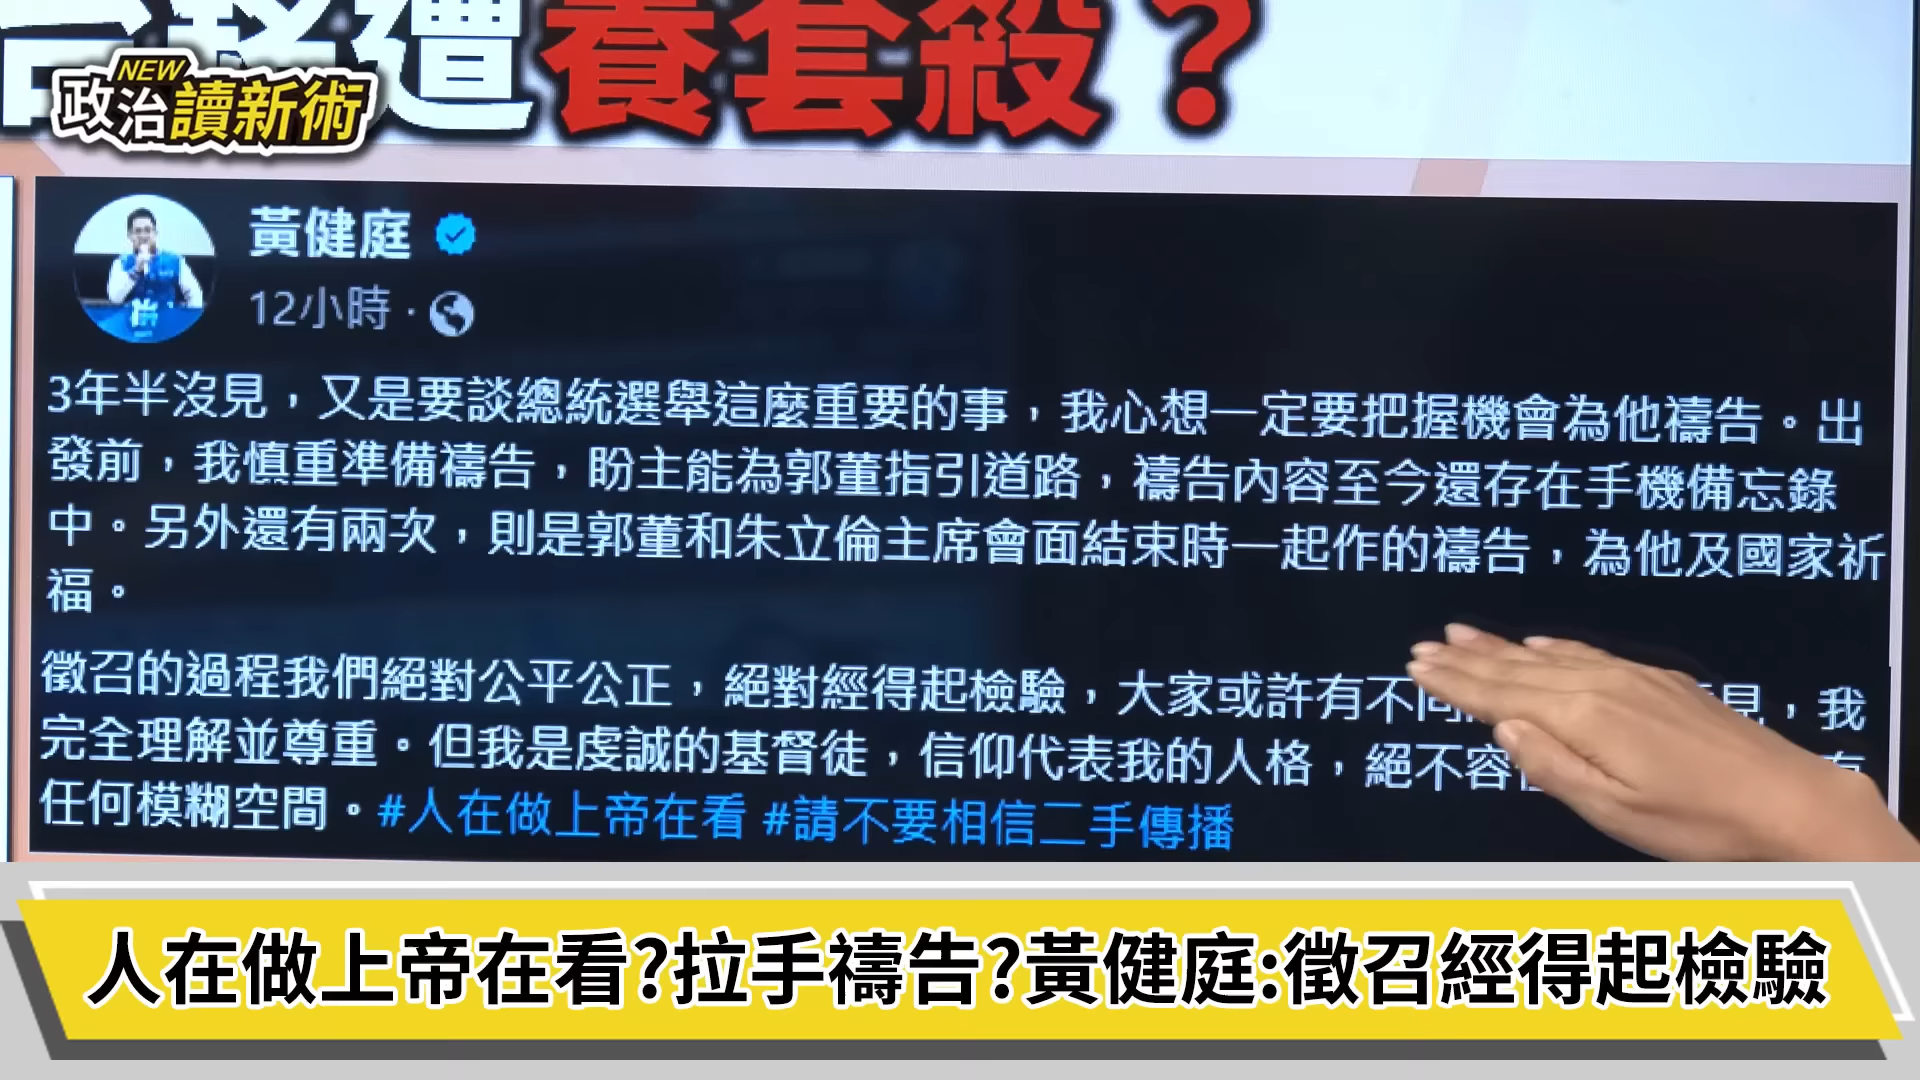 遭養套殺？
NEW
政治讀新術
黃健庭
12小時·
3年半沒見，又是要談總統選舉這麼重要的事，我心想一定要把握機會為他禱告。出
發前，我慎重準備禱告，盼主能為郭董指引道路，禱告內容至今還存在手機備忘錄
中。另外還有兩次，則是郭董和朱立倫主席會面結束時一起作的禱告，為他及國家祈
福。
徵召的過程我們絕對公平公正，絕對經得起檢驗，大家或許有不同 見，我
完全理解並尊重。但我是虔誠的基督徒，信仰代表我的人格，絕不容 有
任何模糊空間。#人在做上帝在看 #請不要相信二手傳播
人在做上帝在看?拉手禱告?黃健庭:徵召經得起檢驗